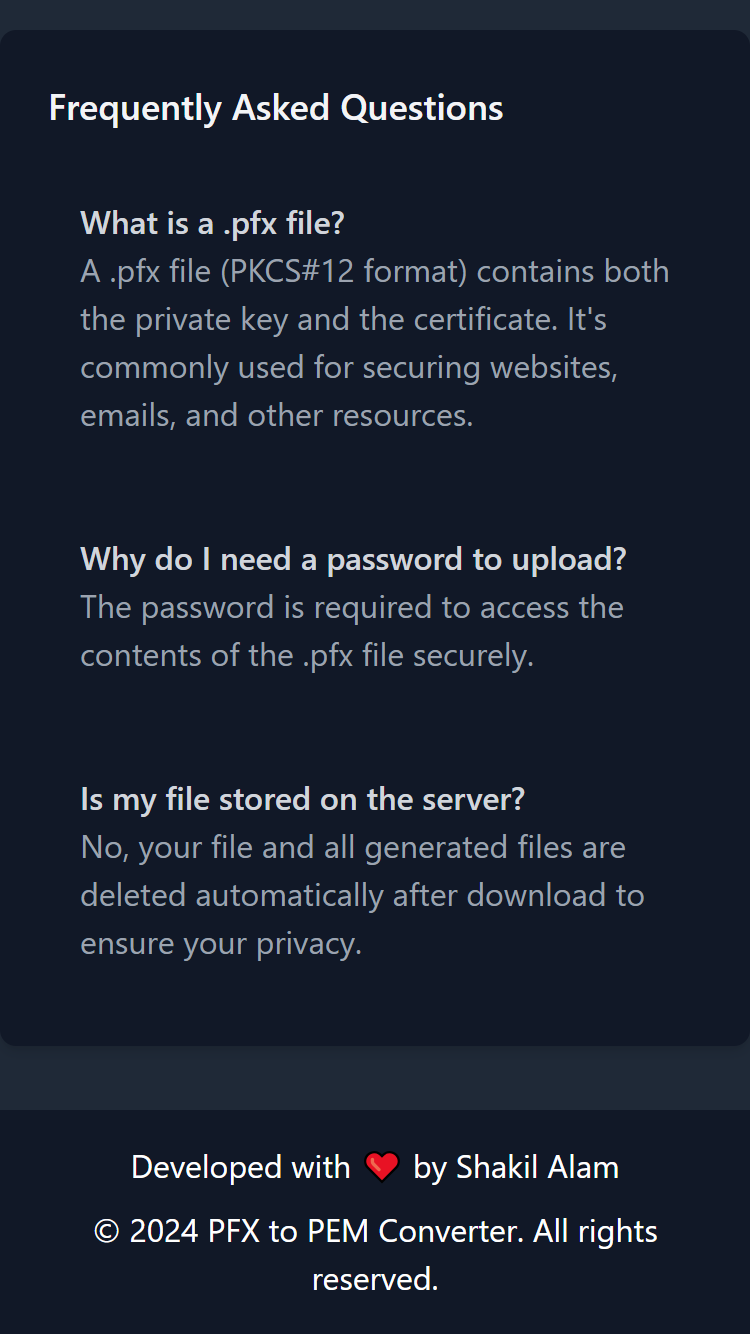 Frequently Asked Questions
What is a .pfx file?
A .pfx file (PKCS#12 format) contains both
the private key and the certificate. It's
commonly used for securing websites,
emails, and other resources.
Why do I need a password to upload?
The password is required to access the
contents of the .pfx file securely.
Is my file stored on the server?
No, your file and all generated files are
deleted automatically after download to
ensure your privacy.
Developed with ❤️ by Shakil Alam
© 2024 PFX to PEM Converter. All rights
reserved.